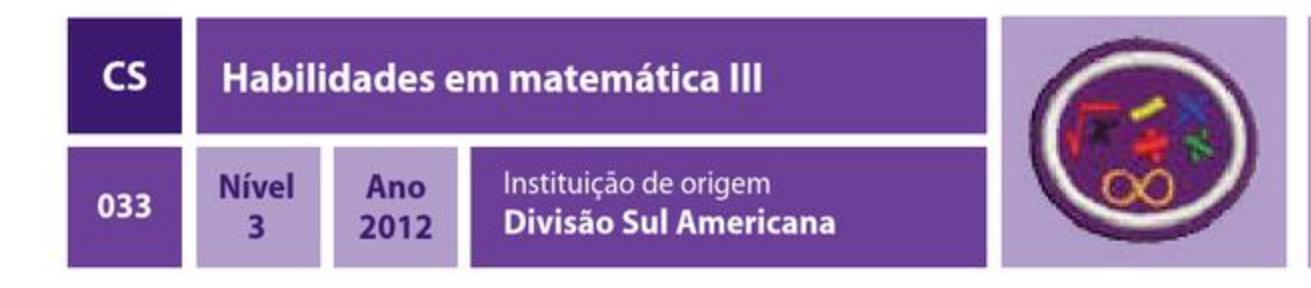 CS
Habilidades em matemática III
033
Nível
3
Ano
2012
Instituição de origem
Divisão Sul Americana